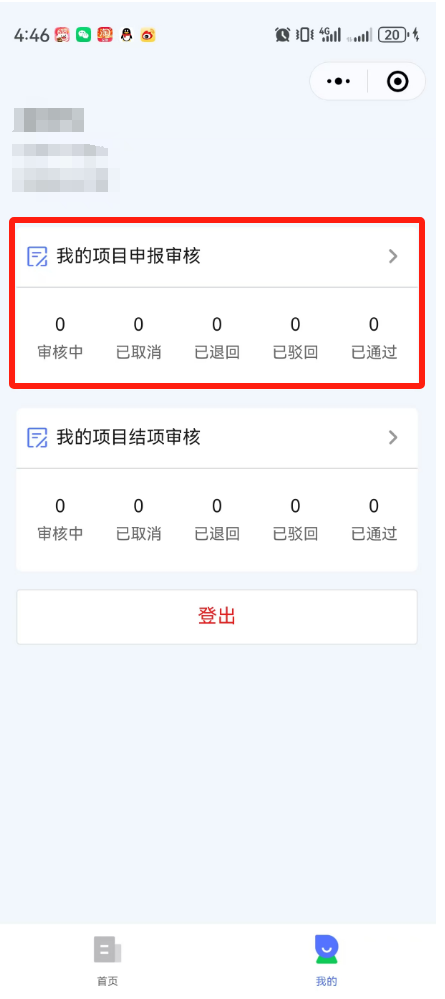 4:46 4G 20
我的项目申报审核
0 0 0 0 0
审核中 已取消 已退回 已驳回 已通过
我的项目结项审核
0 0 0 0 0
审核中 已取消 已退回 已驳回 已通过
登出
首页 我的